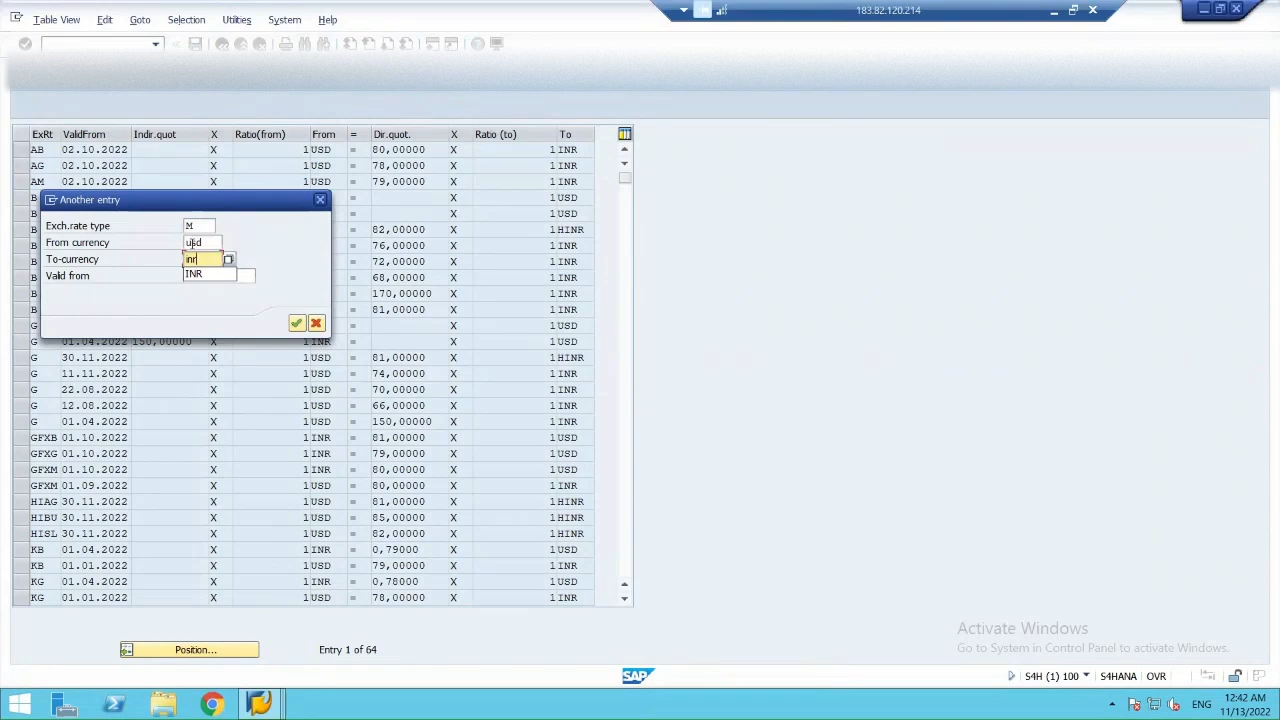 Table View Edit Goto Selection Utilities System Help 183.82.120.214
ExRt ValidFrom Indir.quot X Ratio(from) From = Dir.quot. X Ratio (to) To
AB 02.10.2022 X 1 USD = 80,00000 X 1 INR
AG 02.10.2022 X 1 USD = 78,00000 X 1 INR
AM 02.10.2022 X 1 USD = 79,00000 X 1 INR
B = X 1 USD
B = X 1 USD
B = 82,00000 X 1 HINR
B = 76,00000 X 1 INR
B = 72,00000 X 1 INR
B = 68,00000 X 1 INR
B = 170,00000 X 1 INR
B = 81,00000 X 1 INR
G = X 1 USD
G 01.04.2022 150,00000 X 1 INR = X 1 USD
G 30.11.2022 X 1 USD = 81,00000 X 1 HINR
G 11.11.2022 X 1 USD = 74,00000 X 1 INR
G 22.08.2022 X 1 USD = 70,00000 X 1 INR
G 12.08.2022 X 1 USD = 66,00000 X 1 INR
G 01.04.2022 X 1 USD = 150,00000 X 1 INR
GFXB 01.10.2022 X 1 INR = 81,00000 X 1 USD
GFXG 01.10.2022 X 1 INR = 79,00000 X 1 USD
GFXM 01.10.2022 X 1 INR = 80,00000 X 1 USD
GFXM 01.09.2022 X 1 INR = 80,00000 X 1 USD
HIAG 30.11.2022 X 1 USD = 81,00000 X 1 HINR
HIBU 30.11.2022 X 1 USD = 85,00000 X 1 HINR
HISL 30.11.2022 X 1 USD = 82,00000 X 1 HINR
KB 01.04.2022 X 1 INR = 0,79000 X 1 USD
KB 01.01.2022 X 1 USD = 79,00000 X 1 INR
KG 01.04.2022 X 1 INR = 0,78000 X 1 USD
KG 01.01.2022 X 1 USD = 78,00000 X 1 INR
Another entry
Exch.rate type M
From currency usd
To-currency inr
INR
Valid from
Position... Entry 1 of 64
Activate Windows
Go to System in Control Panel to activate Windows.
SAP S4H (1) 100 S4HANA OVR
ENG 12:42 AM
11/13/2022